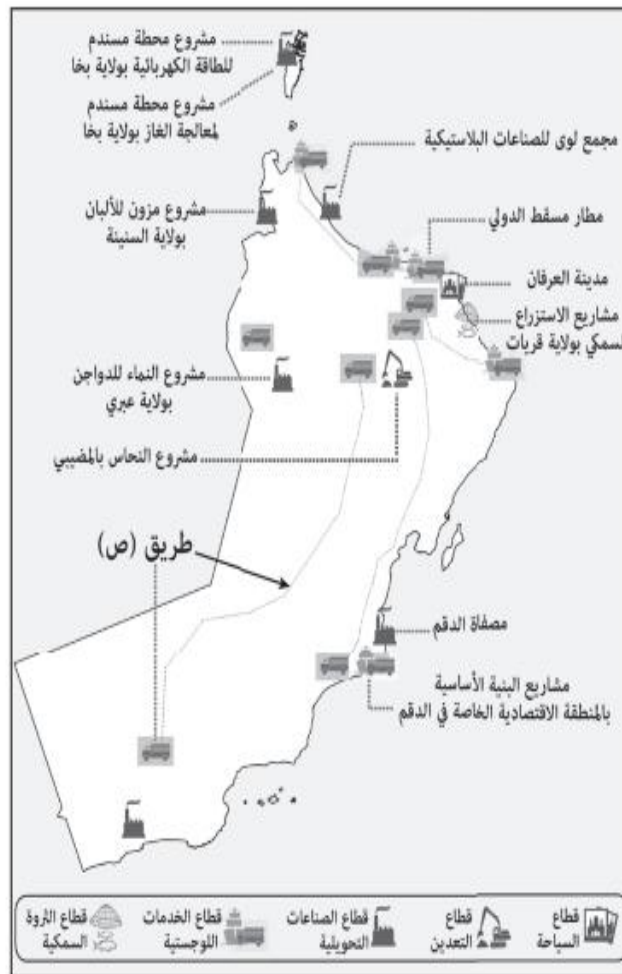 مشروع محطة مسندم
للطاقة الكهربائية بولاية بخا
مشروع محطة مسندم
لمعالجة الغاز بولاية بخا
مجمع لوى للصناعات البلاستيكية
مشروع مزون للألبان
بولاية السنينة
مطار مسقط الدولي
مدينة العرفان
مشاريع الاستزراع
السمكي بولاية قريات
مشروع النماء للدواجن
بولاية عبري
مشروع النحاس بالمضيبي
طريق (ص)
مصفاة الدقم
مشاريع البنية الأساسية
بالمنطقة الاقتصادية الخاصة في الدقم
قطاع
السياحة
قطاع
التعدين
قطاع الصناعات
التحويلية
قطاع الخدمات
اللوجستية
قطاع الثروة
السمكية